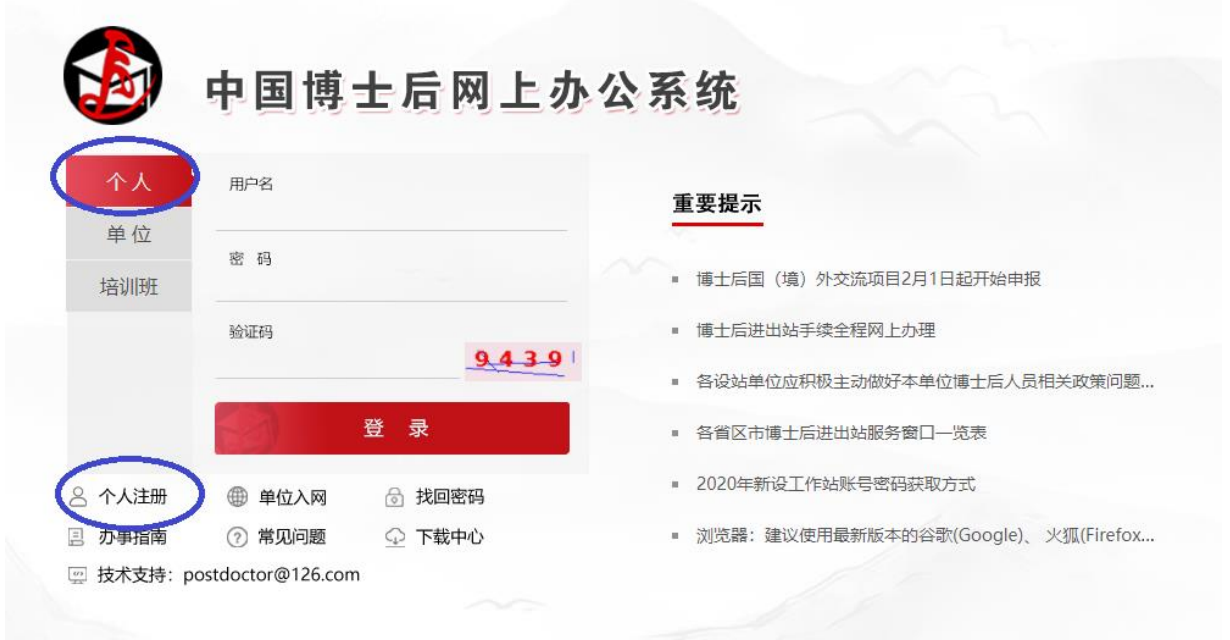 中国博士后网上办公系统
个人
单位
培训班
用户名
密 码
验证码
9439
登 录
个人注册
单位入网
找回密码
办事指南
常见问题
下载中心
技术支持：postdoctor@126.com
重要提示
博士后国（境）外交流项目2月1日起开始申报
博士后进出站手续全程网上办理
各设站单位应积极主动做好本单位博士后人员相关政策问题...
各省区市博士后进出站服务窗口一览表
2020年新设工作站账号密码获取方式
浏览器：建议使用最新版本的谷歌(Google)、 火狐(Firefox...